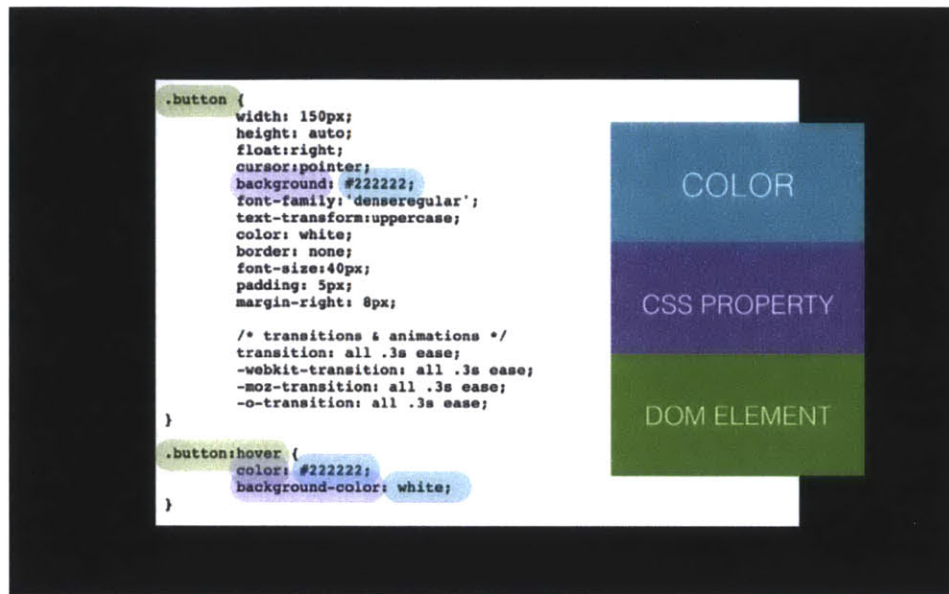 .button {
width: 150px;
height: auto;
float:right;
cursor:pointer;
background: #222222;
font-family:'denseregular';
text-transform:uppercase;
color: white;
border: none;
font-size:40px;
padding: 5px;
margin-right: 8px;
/* transitions & animations */
transition: all .3s ease;
-webkit-transition: all .3s ease;
-moz-transition: all .3s ease;
-o-transition: all .3s ease;
}
.button:hover {
color: #222222;
background-color: white;
}
COLOR
CSS PROPERTY
DOM ELEMENT